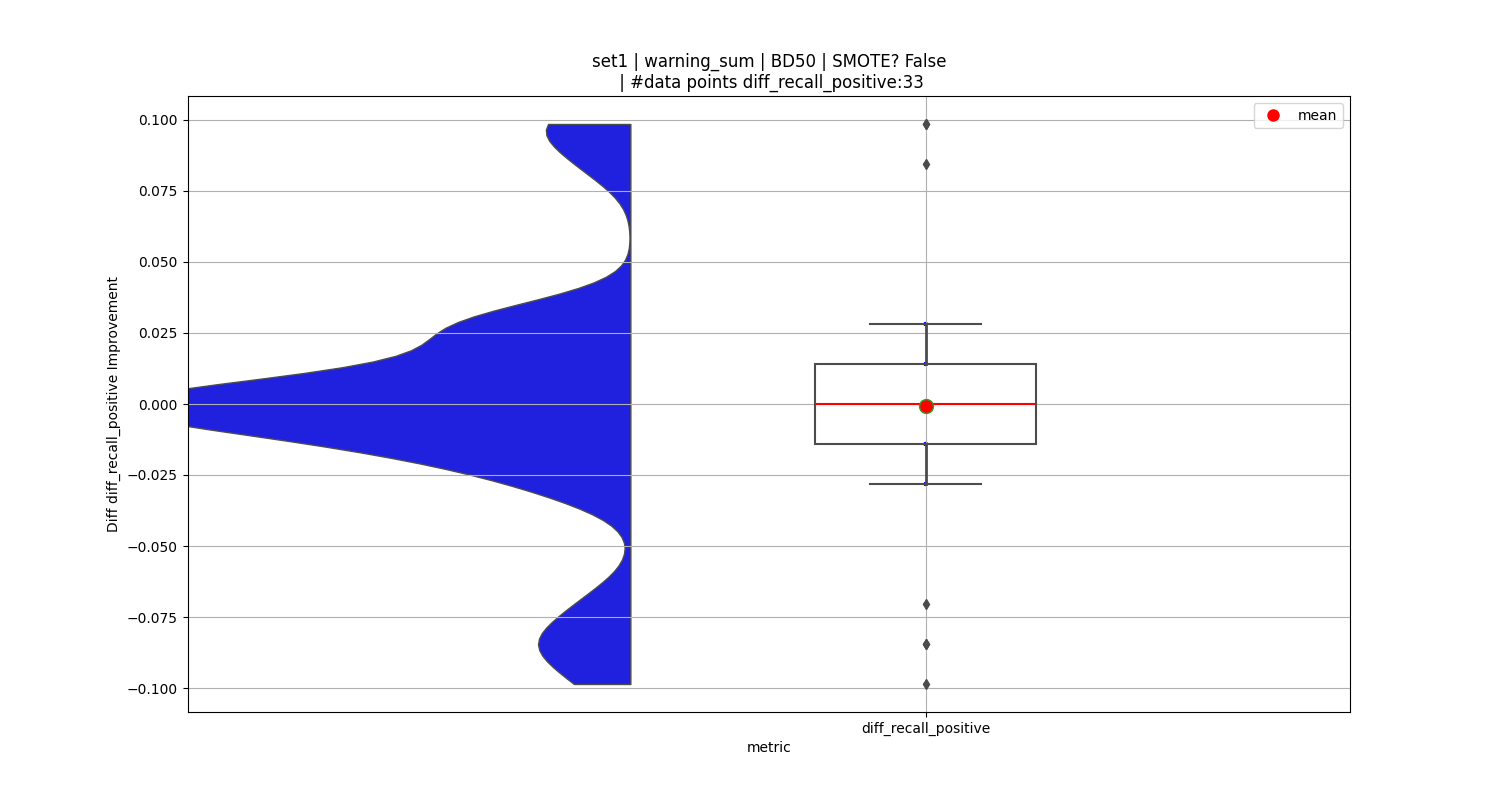 set1 | warning_sum | BD50 | SMOTE? False
| #data points diff_recall_positive:33
mean
0.100
0.075
0.050
0.025
0.000
−0.025
−0.050
−0.075
−0.100
Diff diff_recall_positive Improvement
diff_recall_positive
metric